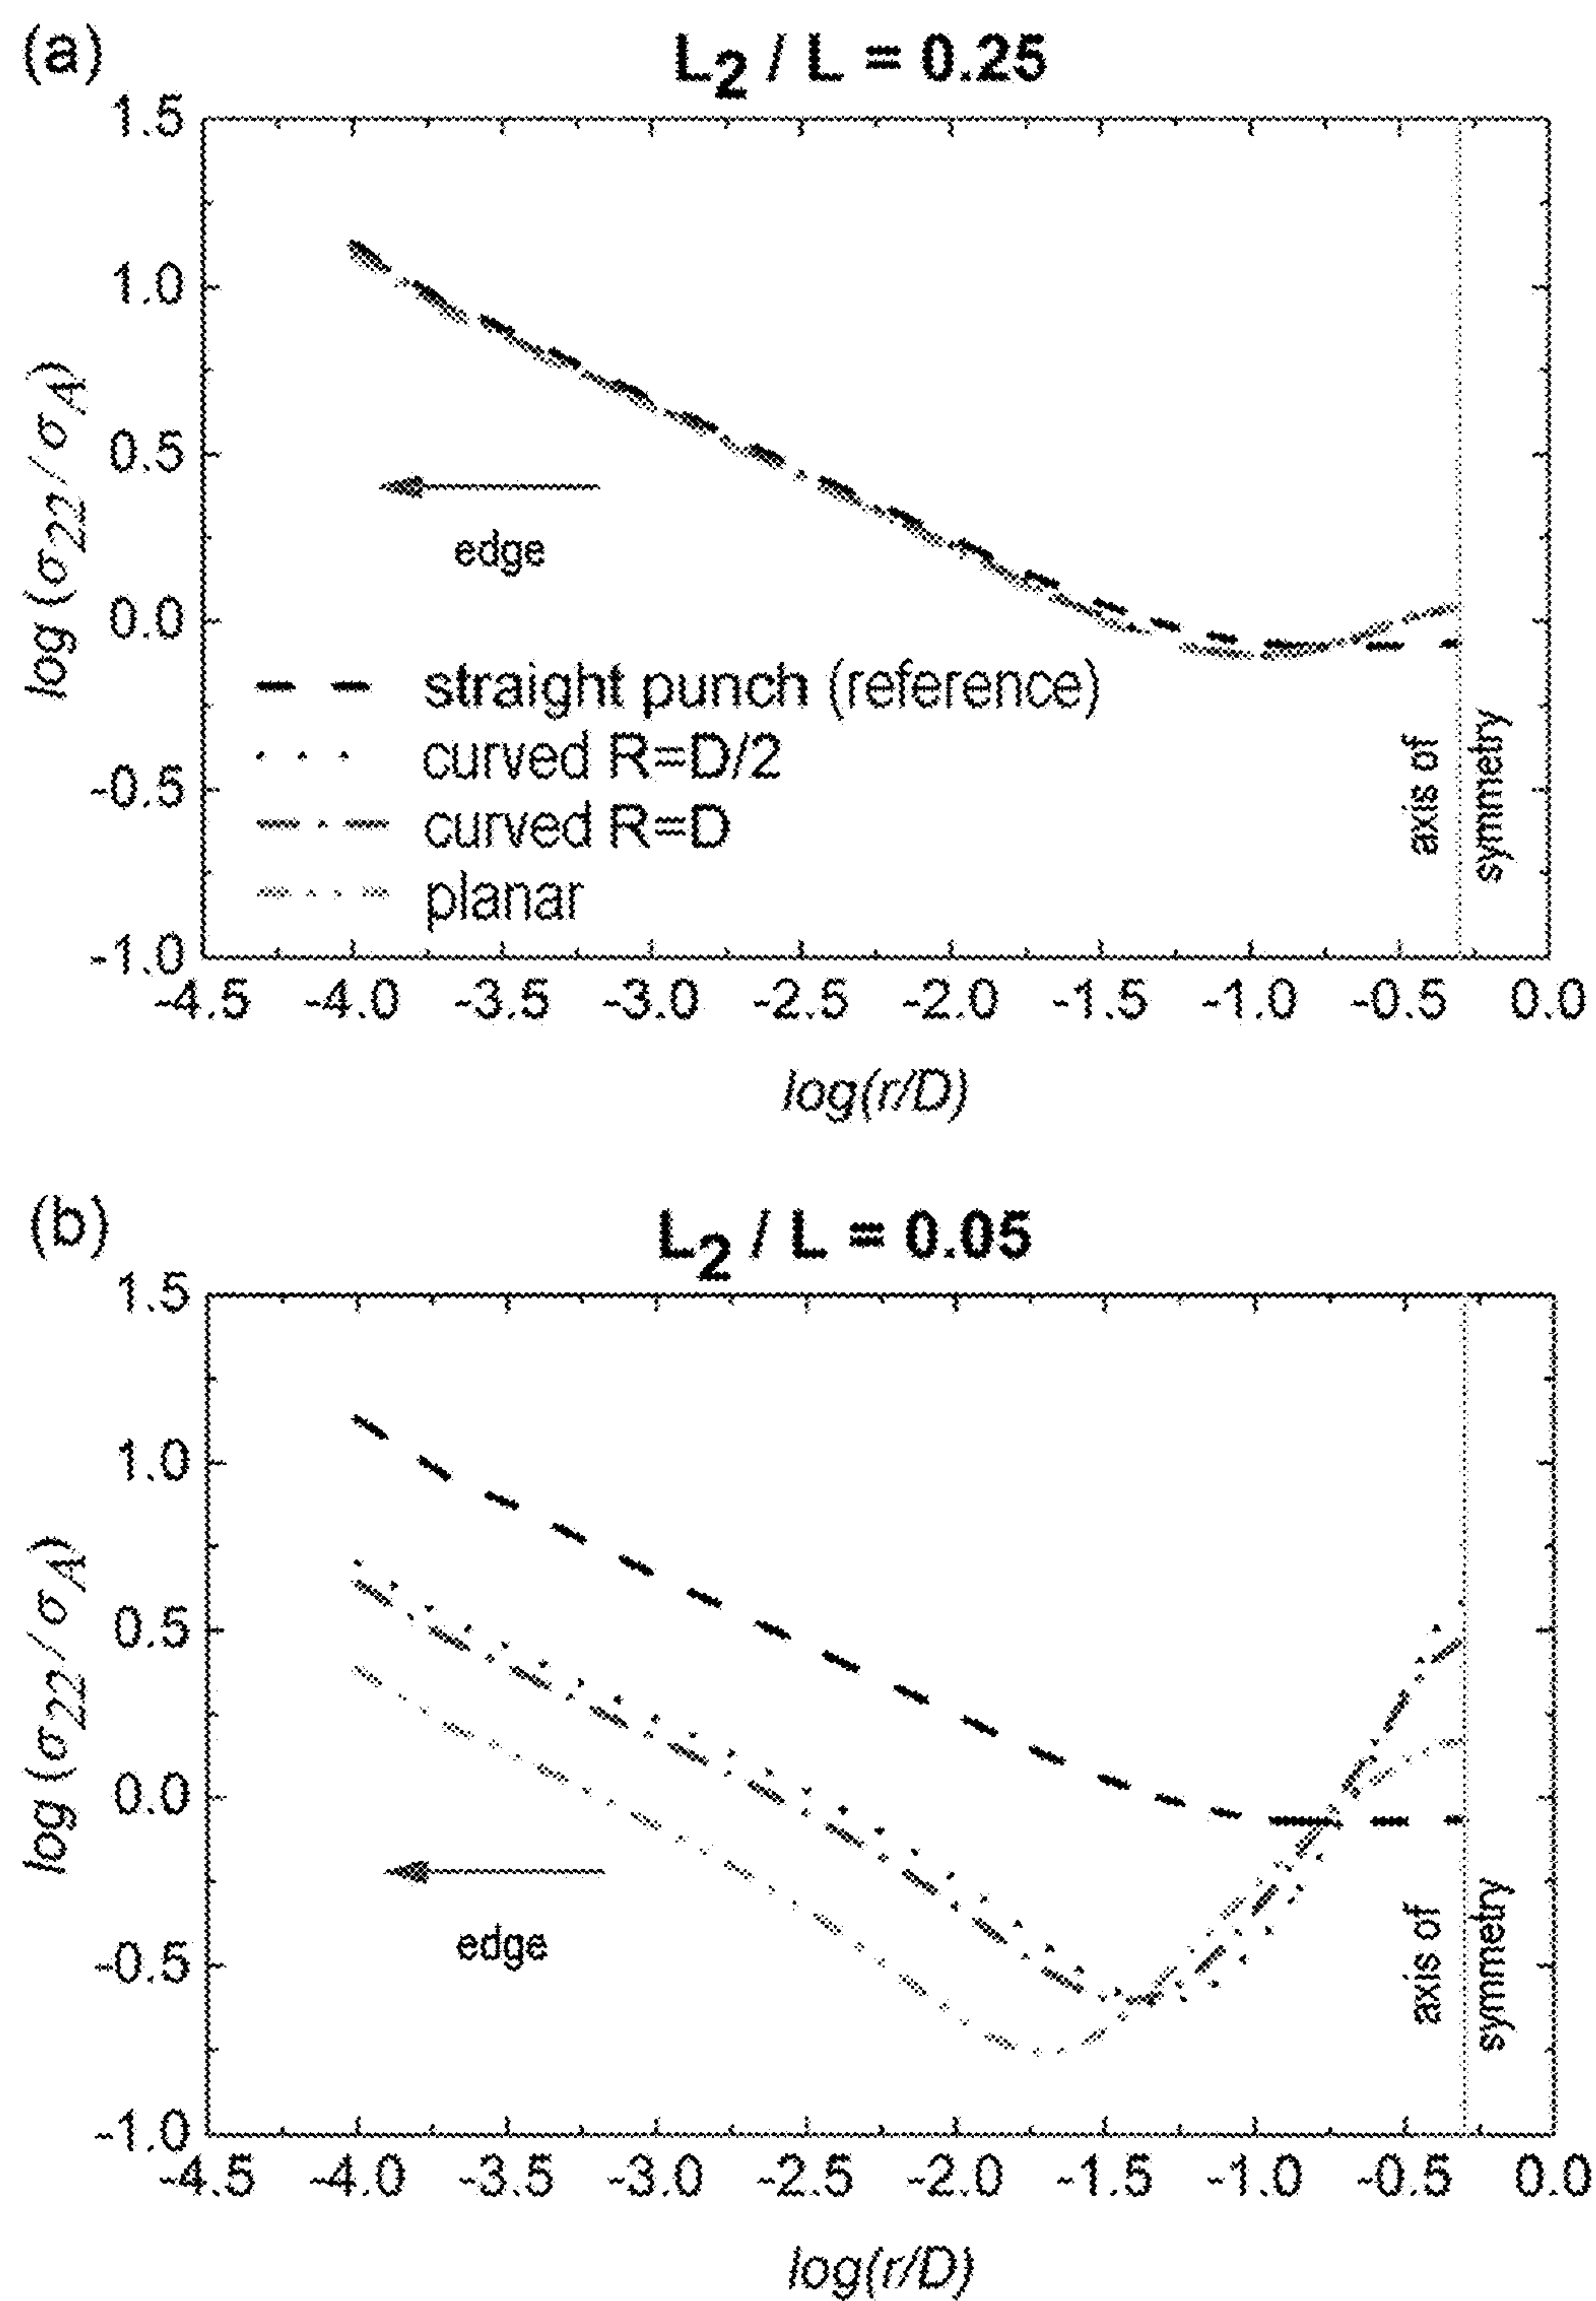 (a)
L₂ / L = 0.25
1.5
1.0
0.5
0.0
-0.5
-1.0
log (σ₂₂/σ_A)
edge
straight punch (reference)
curved R=D/2
curved R=D
planar
axis of
symmetry
-4.5 -4.0 -3.5 -3.0 -2.5 -2.0 -1.5 -1.0 -0.5 0.0
log(r/D)
(b)
L₂ / L = 0.05
1.5
1.0
0.5
0.0
-0.5
-1.0
log (σ₂₂/σ_A)
edge
axis of
symmetry
-4.5 -4.0 -3.5 -3.0 -2.5 -2.0 -1.5 -1.0 -0.5 0.0
log(r/D)